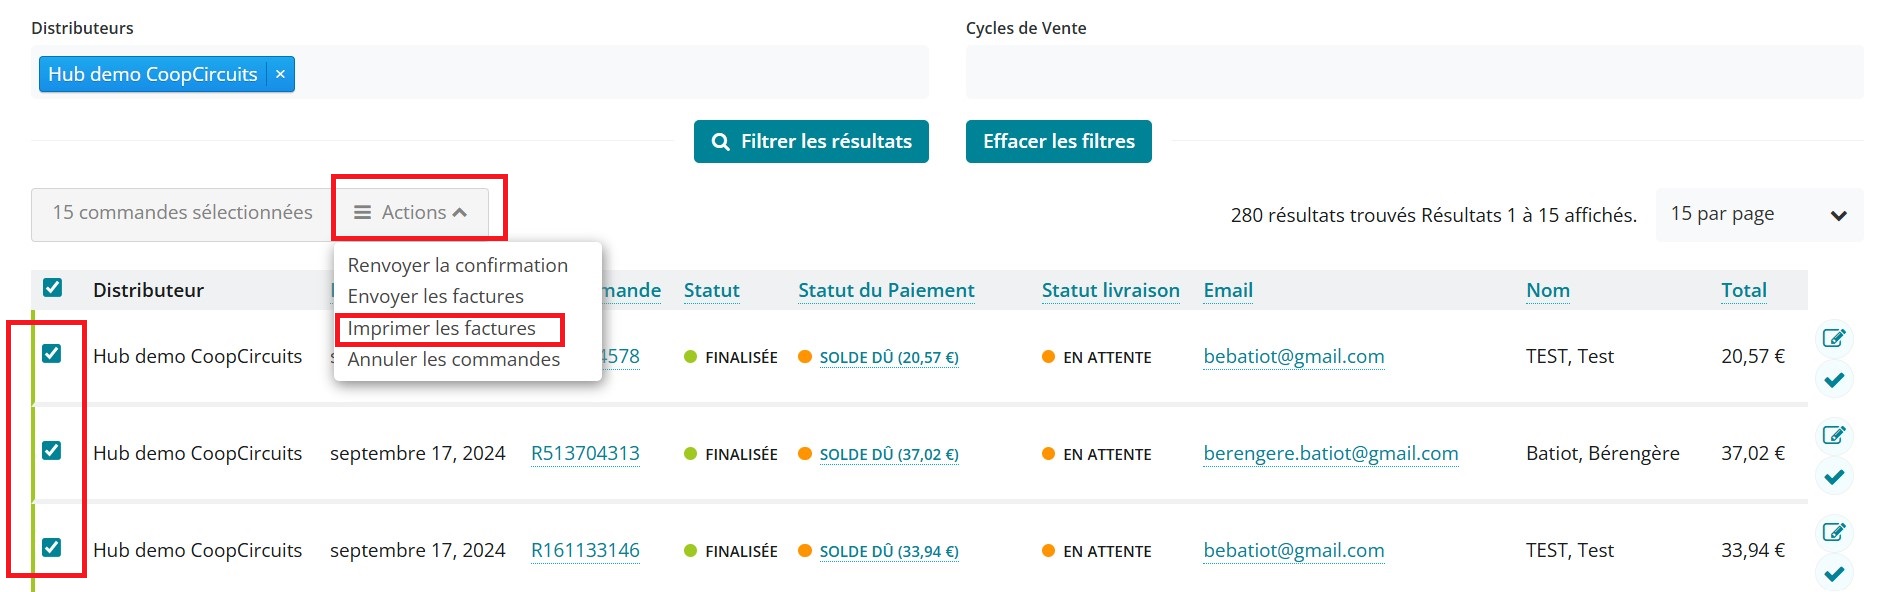 Distributeurs
Cycles de Vente
Hub demo CoopCircuits ×
Filtrer les résultats
Effacer les filtres
15 commandes sélectionnées
Actions
280 résultats trouvés Résultats 1 à 15 affichés.
15 par page
Renvoyer la confirmation
Envoyer les factures
Imprimer les factures
Annuler les commandes
Distributeur mande Statut Statut du Paiement Statut livraison Email Nom Total
Hub demo CoopCircuits 4578 FINALISÉE SOLDE DÛ (20,57 €) EN ATTENTE bebatiot@gmail.com TEST, Test 20,57 €
Hub demo CoopCircuits septembre 17, 2024 R513704313 FINALISÉE SOLDE DÛ (37,02 €) EN ATTENTE berengere.batiot@gmail.com Batiot, Bérengère 37,02 €
Hub demo CoopCircuits septembre 17, 2024 R161133146 FINALISÉE SOLDE DÛ (33,94 €) EN ATTENTE bebatiot@gmail.com TEST, Test 33,94 €